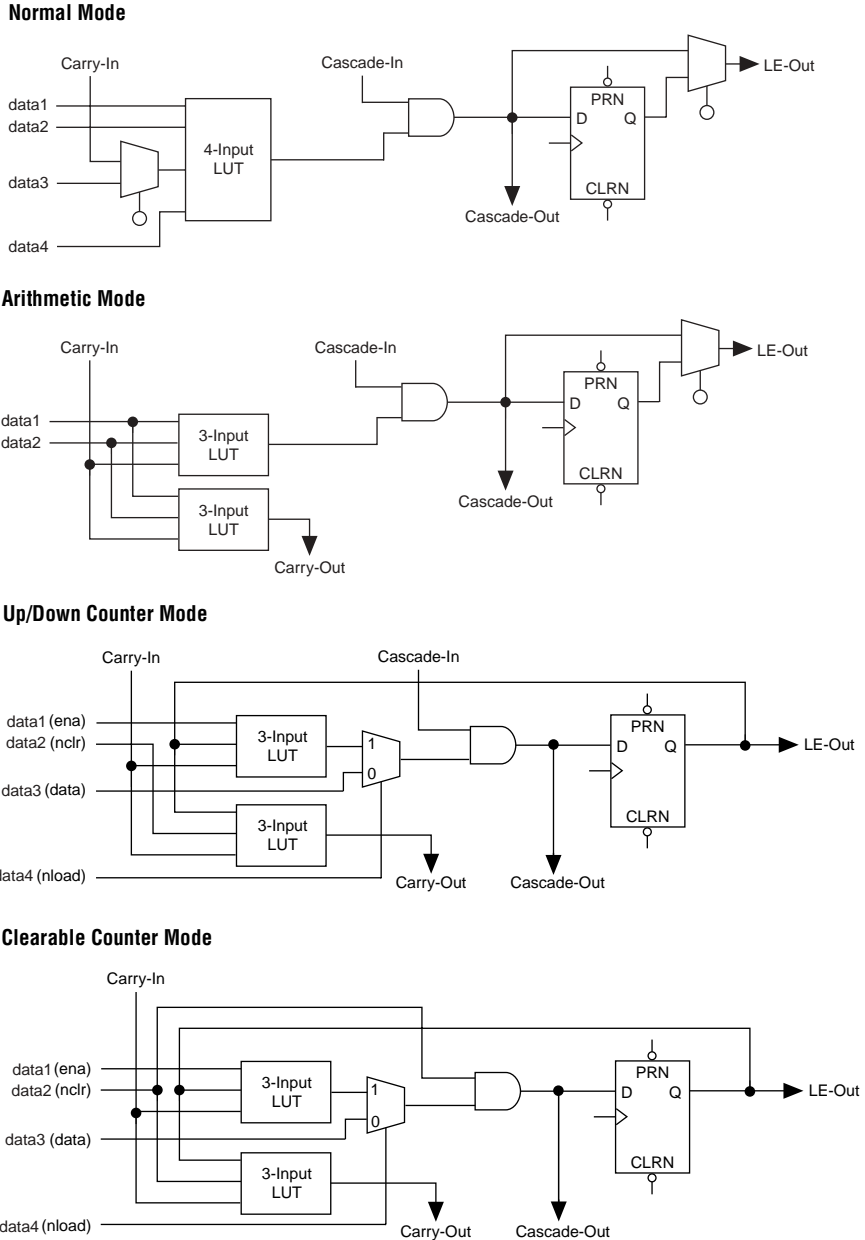 Normal Mode
Carry-In
Cascade-In
LE-Out
data1
data2
4-Input
LUT
PRN
D Q
data3
CLRN
Cascade-Out
data4
Arithmetic Mode
Carry-In
Cascade-In
LE-Out
PRN
D Q
data1
data2
3-Input
LUT
CLRN
Cascade-Out
3-Input
LUT
Carry-Out
Up/Down Counter Mode
Carry-In
Cascade-In
data1 (ena)
data2 (nclr)
3-Input
LUT
1
0
PRN
D Q
LE-Out
data3 (data)
3-Input
LUT
CLRN
data4 (nload)
Carry-Out
Cascade-Out
Clearable Counter Mode
Carry-In
data1 (ena)
data2 (nclr)
3-Input
LUT
1
0
PRN
D Q
LE-Out
data3 (data)
3-Input
LUT
CLRN
data4 (nload)
Carry-Out
Cascade-Out